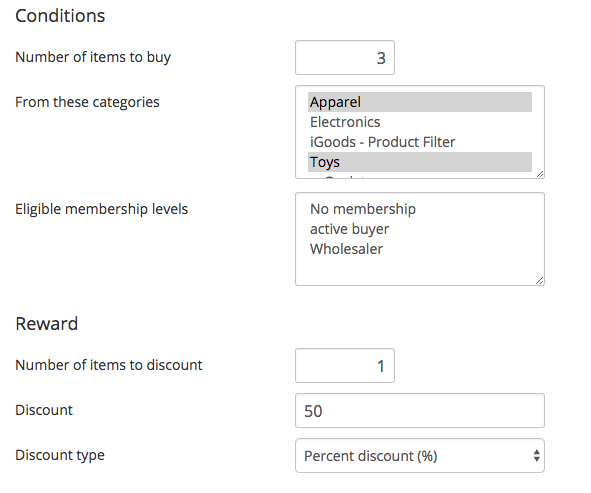 Conditions
Number of items to buy 3
From these categories Apparel
Electronics
iGoods - Product Filter
Toys
Eligible membership levels No membership
active buyer
Wholesaler
Reward
Number of items to discount 1
Discount 50
Discount type Percent discount (%)